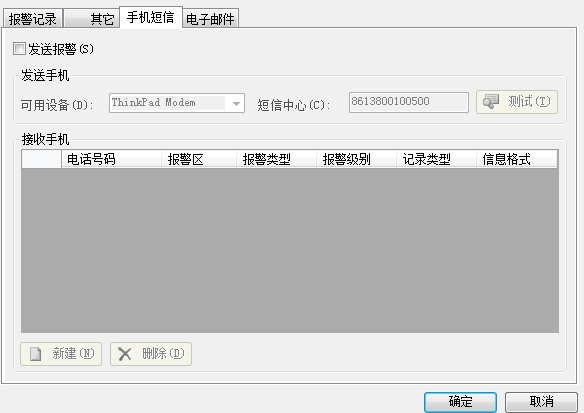 报警记录 其它 手机短信 电子邮件
发送报警(S)
发送手机
可用设备(D): ThinkPad Modem 短信中心(C): 8613800100500 测试(T)
接收手机
电话号码 报警区 报警类型 报警级别 记录类型 信息格式
新建(N) 删除(D)
确定 取消